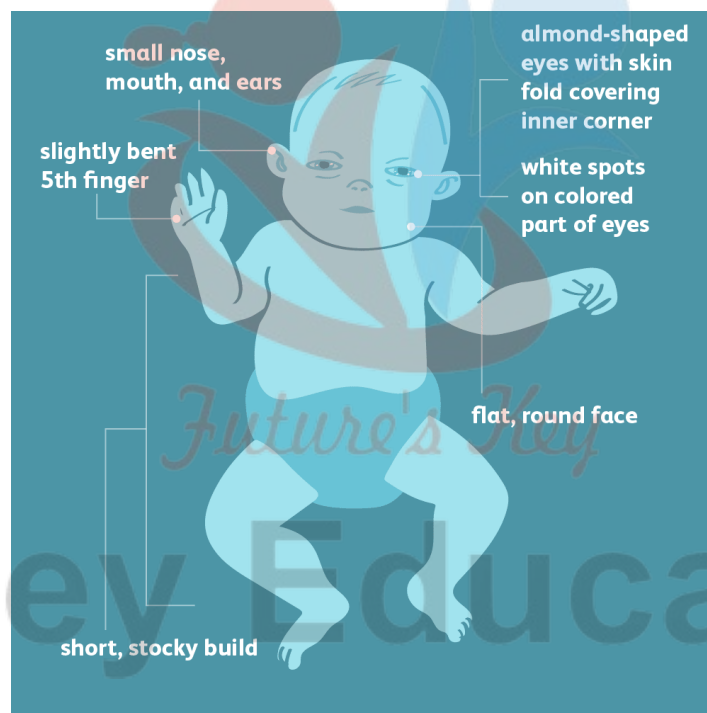 small nose,
mouth, and ears
almond-shaped
eyes with skin
fold covering
inner corner
slightly bent
5th finger
white spots
on colored
part of eyes
flat, round face
Future's Key
ey Educa
short, stocky build